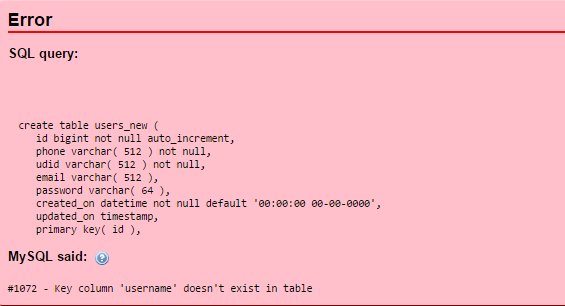 Error
SQL query:
create table users_new (
id bigint not null auto_increment,
phone varchar( 512 ) not null,
udid varchar( 512 ) not null,
email varchar( 512 ),
password varchar( 64 ),
created_on datetime not null default '00:00:00 00-00-0000',
updated_on timestamp,
primary key( id ),
MySQL said: ?
#1072 - Key column 'username' doesn't exist in table